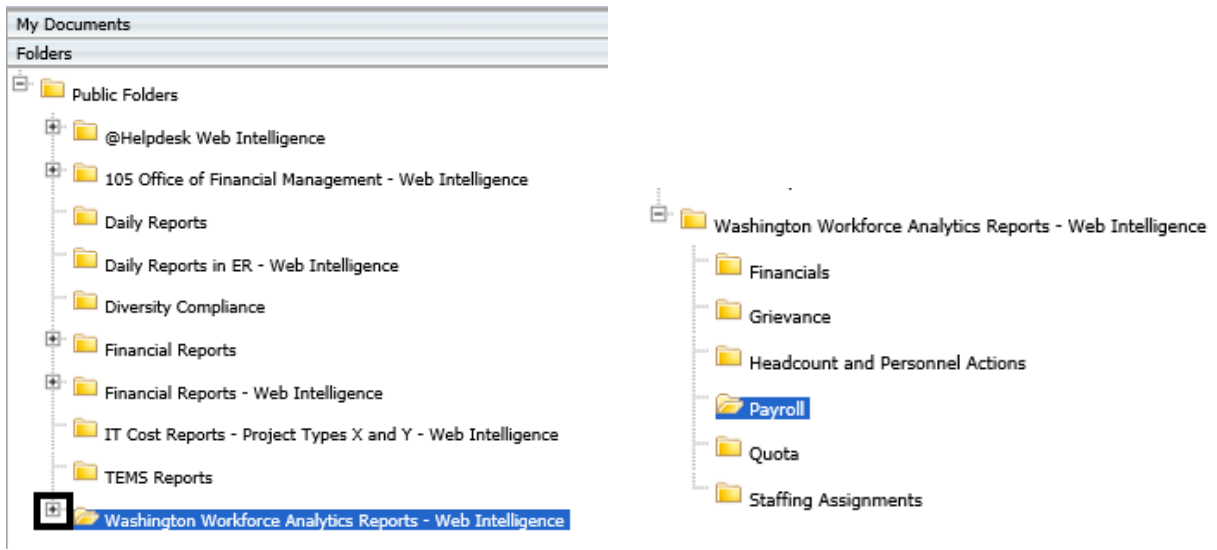 My Documents
Folders
Public Folders
@Helpdesk Web Intelligence
105 Office of Financial Management - Web Intelligence
Daily Reports
Daily Reports in ER - Web Intelligence
Diversity Compliance
Financial Reports
Financial Reports - Web Intelligence
IT Cost Reports - Project Types X and Y - Web Intelligence
TEMS Reports
Washington Workforce Analytics Reports - Web Intelligence
Washington Workforce Analytics Reports - Web Intelligence
Financials
Grievance
Headcount and Personnel Actions
Payroll
Quota
Staffing Assignments